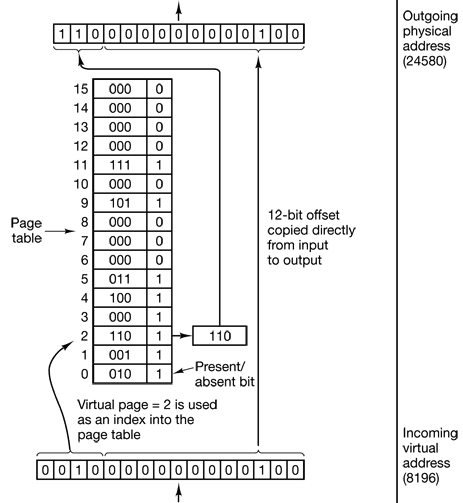 1 1 0 0 0 0 0 0 0 0 0 0 1 0 0
Outgoing
physical
address
(24580)
15 000 0
14 000 0
13 000 0
12 000 0
11 111 1
10 000 0
9 101 1
8 000 0
7 000 0
6 000 0
5 011 1
4 100 1
3 000 1
2 110 1
1 001 1
0 010 1
Page
table
110
12-bit offset
copied directly
from input
to output
Present/
absent bit
Virtual page = 2 is used
as an index into the
page table
0 0 1 0 0 0 0 0 0 0 0 0 0 1 0 0
Incoming
virtual
address
(8196)